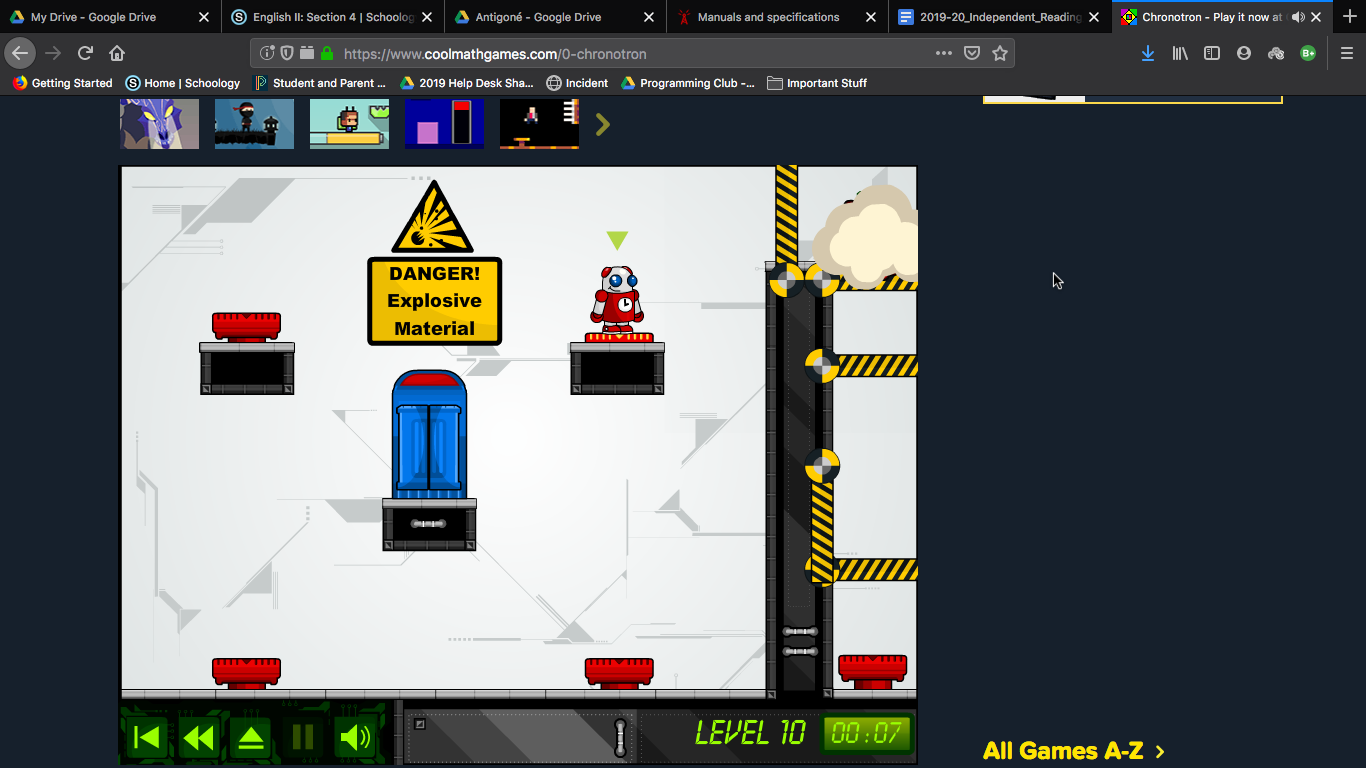 My Drive - Google Drive
English II: Section 4 | Schoolog
Antigoné - Google Drive
Manuals and specifications
2019-20_Independent_Reading
Chronotron - Play it now at
https://www.coolmathgames.com/0-chronotron
B+
Getting Started
Home | Schoology
Student and Parent ...
2019 Help Desk Sha...
Incident
Programming Club -...
Important Stuff
DANGER!
Explosive
Material
LEVEL 10
00:07
All Games A-Z